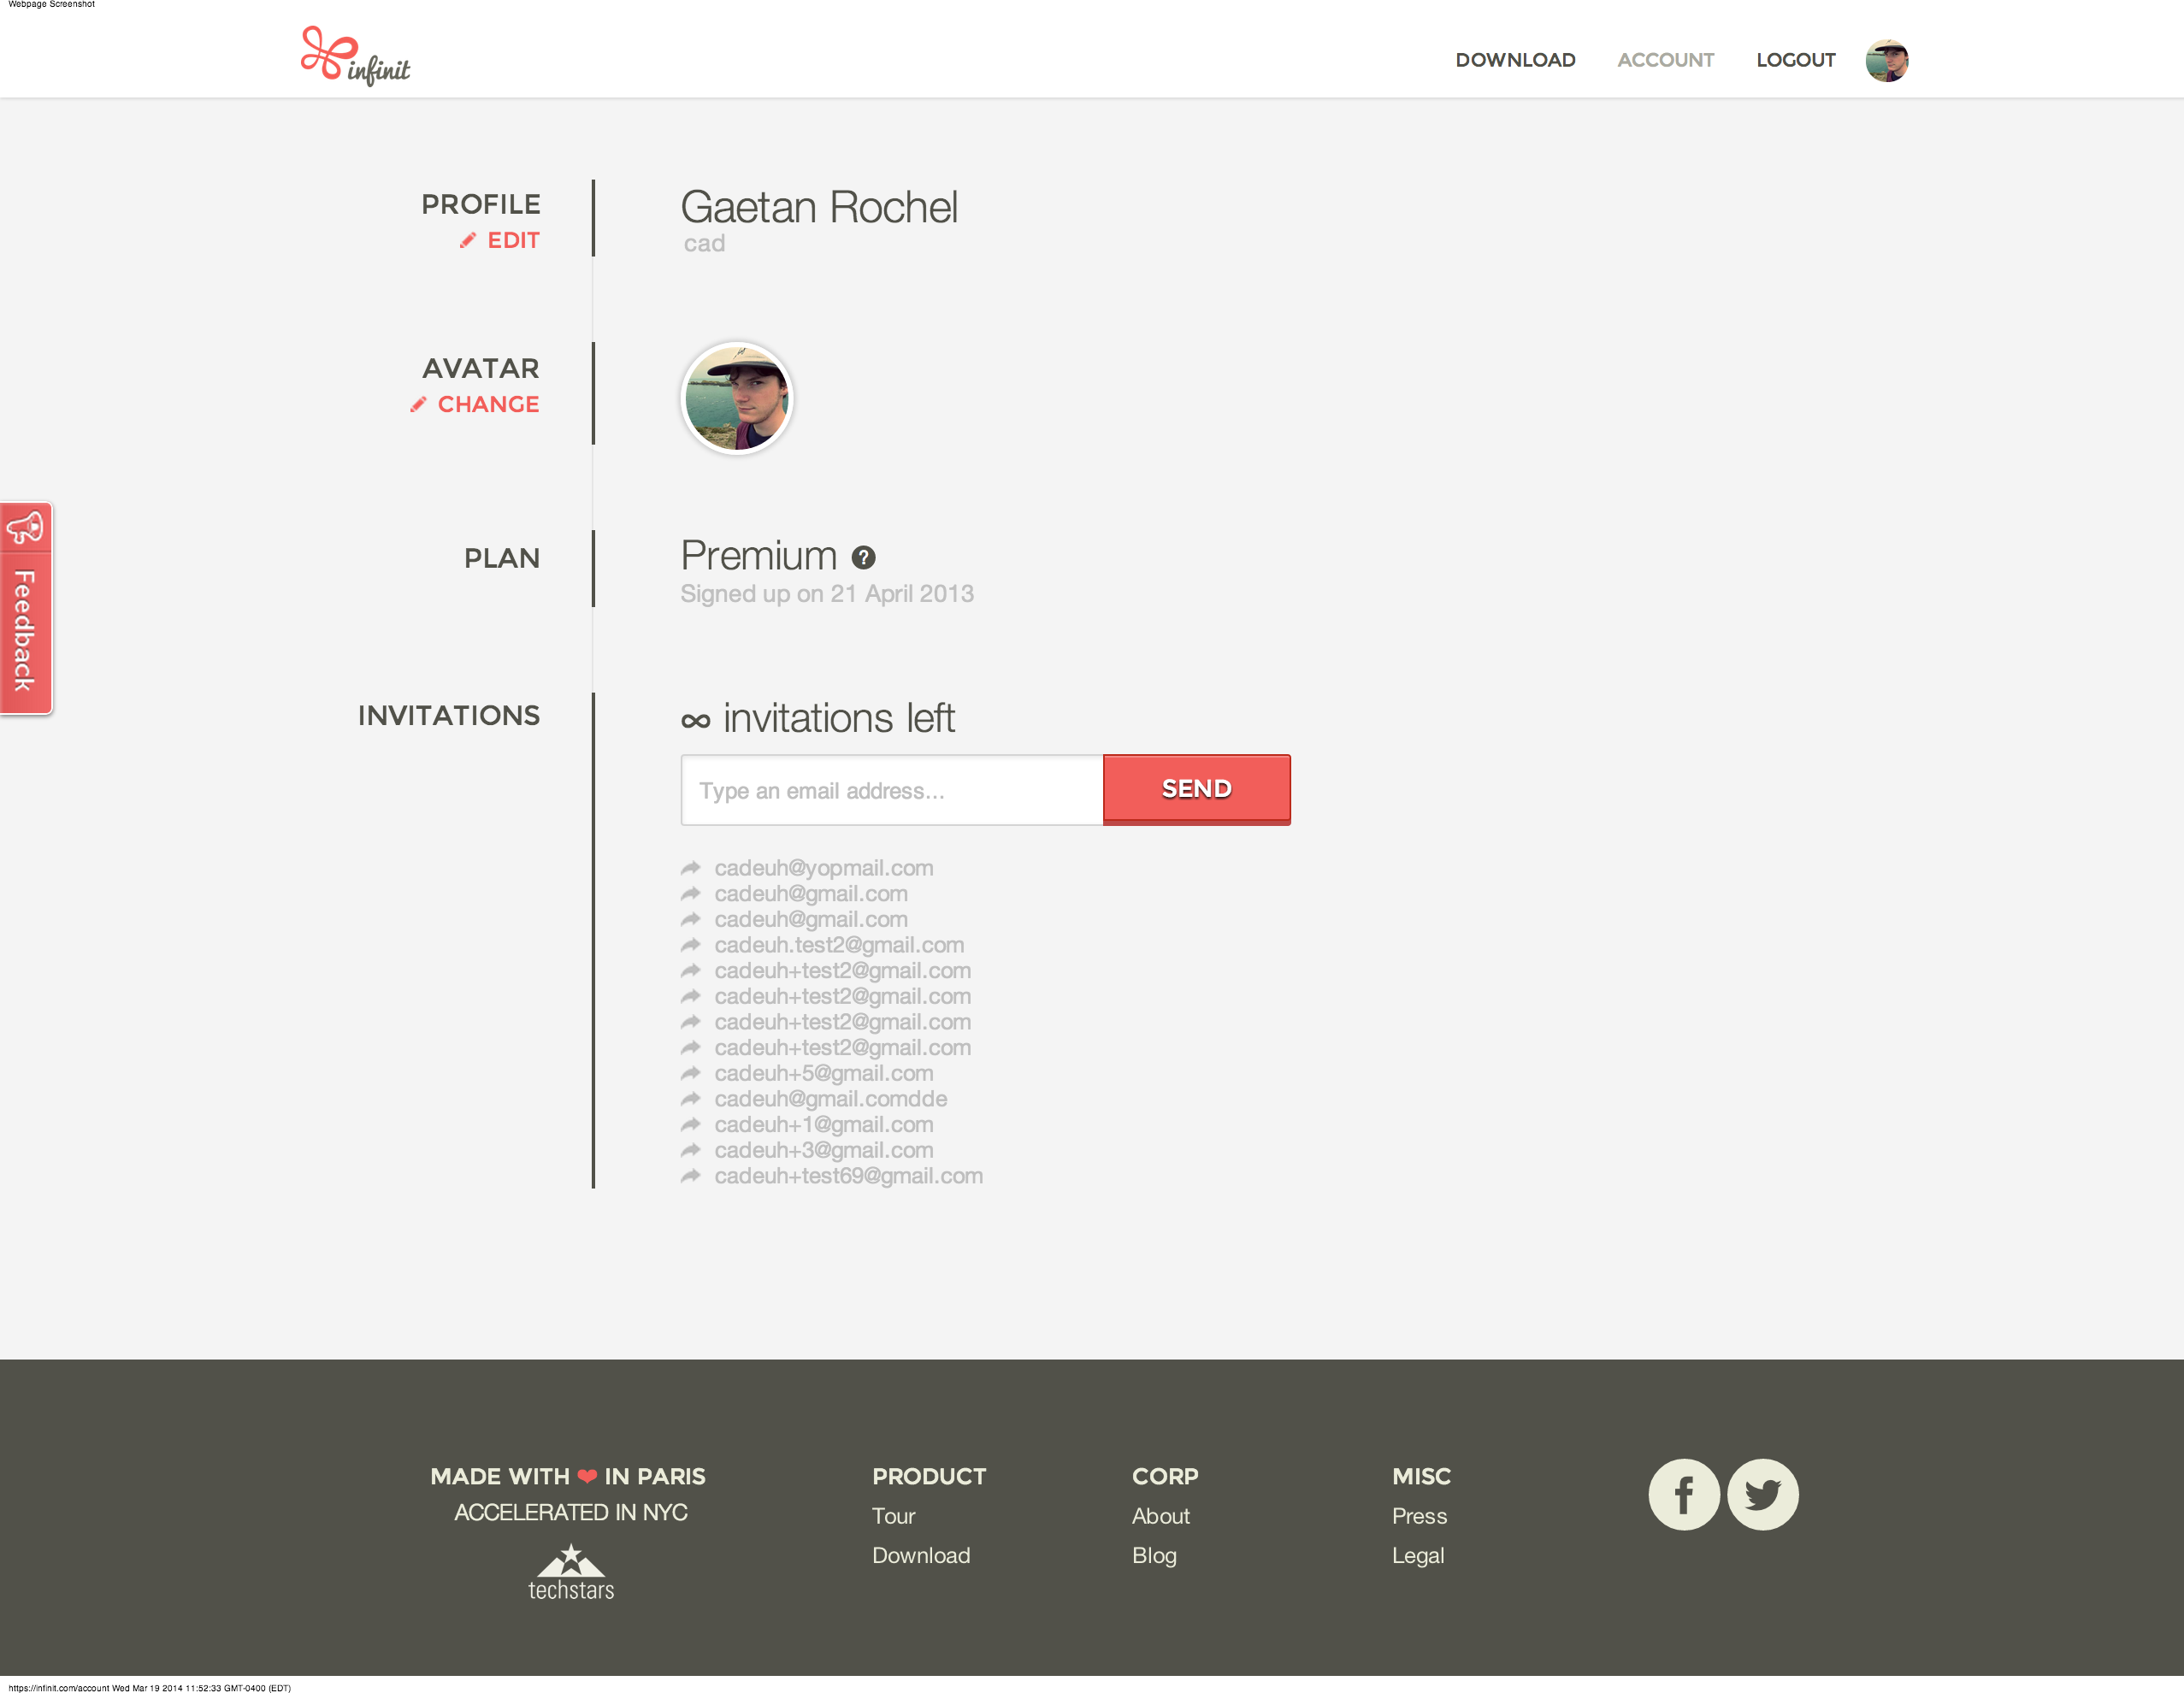 Webpage Screenshot
infinit
DOWNLOAD ACCOUNT LOGOUT
PROFILE
EDIT
Gaetan Rochel
cad
AVATAR
CHANGE
Feedback
PLAN
Premium ?
Signed up on 21 April 2013
INVITATIONS
∞ invitations left
Type an email address...
SEND
cadeuh@yopmail.com
cadeuh@gmail.com
cadeuh@gmail.com
cadeuh.test2@gmail.com
cadeuh+test2@gmail.com
cadeuh+test2@gmail.com
cadeuh+test2@gmail.com
cadeuh+test2@gmail.com
cadeuh+5@gmail.com
cadeuh@gmail.comdde
cadeuh+1@gmail.com
cadeuh+3@gmail.com
cadeuh+test69@gmail.com
MADE WITH ❤ IN PARIS
ACCELERATED IN NYC
techstars
PRODUCT
Tour
Download
CORP
About
Blog
MISC
Press
Legal
https://infinit.com/account Wed Mar 19 2014 11:52:33 GMT-0400 (EDT)